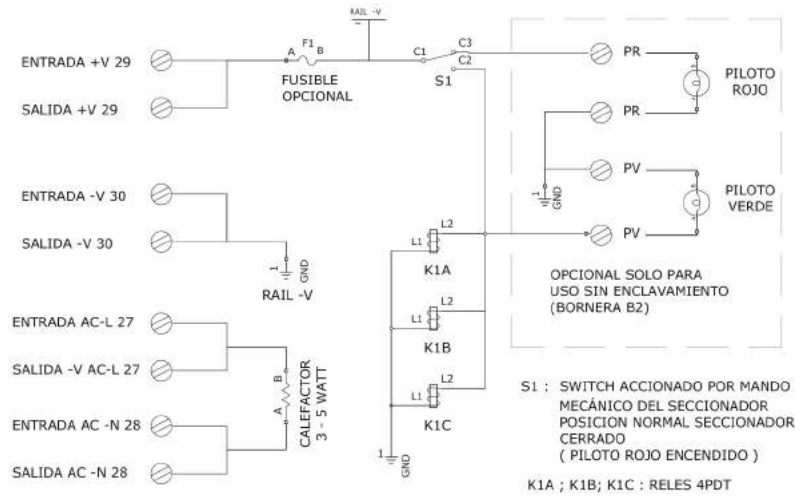 RAIL -V
ENTRADA +V 29
SALIDA +V 29
A F1 B
FUSIBLE
OPCIONAL
C1
C3
C2
S1
PR
PR
PILOTO
ROJO
1
GND
PV
PV
PILOTO
VERDE
ENTRADA -V 30
SALIDA -V 30
1
GND
RAIL -V
L1
L2
K1A
L1
L2
K1B
L1
L2
K1C
1
GND
OPCIONAL SOLO PARA
USO SIN ENCLAVAMIENTO
(BORNERA B2)
ENTRADA AC-L 27
SALIDA -V AC-L 27
ENTRADA AC -N 28
SALIDA AC -N 28
B
A
CALEFACTOR
3 - 5 WATT
S1 : SWITCH ACCIONADO POR MANDO
MECÁNICO DEL SECCIONADOR
POSICION NORMAL SECCIONADOR
CERRADO
( PILOTO ROJO ENCENDIDO )
K1A ; K1B; K1C : RELES 4PDT